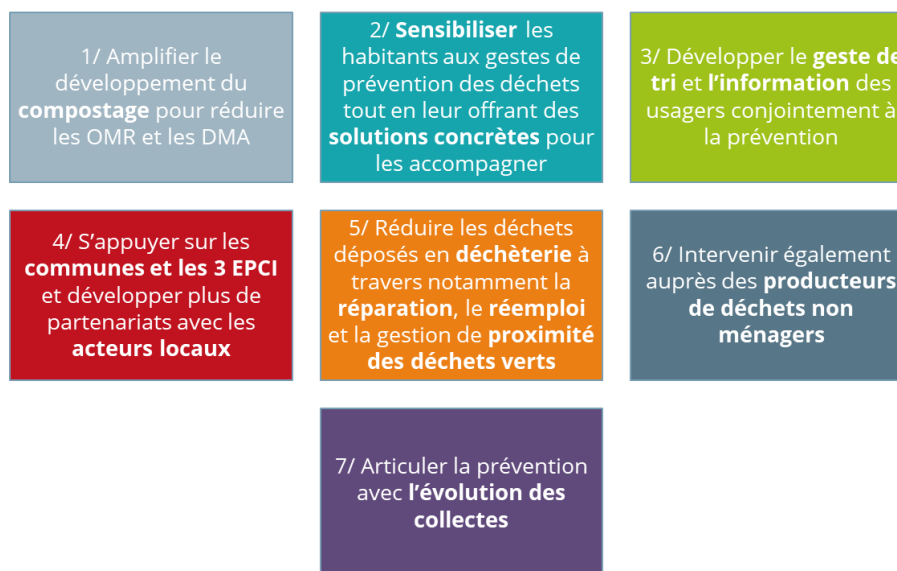 1/ Amplifier le
développement du
compostage pour réduire
les OMR et les DMA
2/ Sensibiliser les
habitants aux gestes de
prévention des déchets
tout en leur offrant des
solutions concrètes pour
les accompagner
3/ Développer le geste de
tri et l’information des
usagers conjointement à
la prévention
4/ S’appuyer sur les
communes et les 3 EPCI
et développer plus de
partenariats avec les
acteurs locaux
5/ Réduire les déchets
déposés en déchèterie à
travers notamment la
réparation, le réemploi
et la gestion de proximité
des déchets verts
6/ Intervenir également
auprès des producteurs
de déchets non
ménagers
7/ Articuler la prévention
avec l’évolution des
collectes